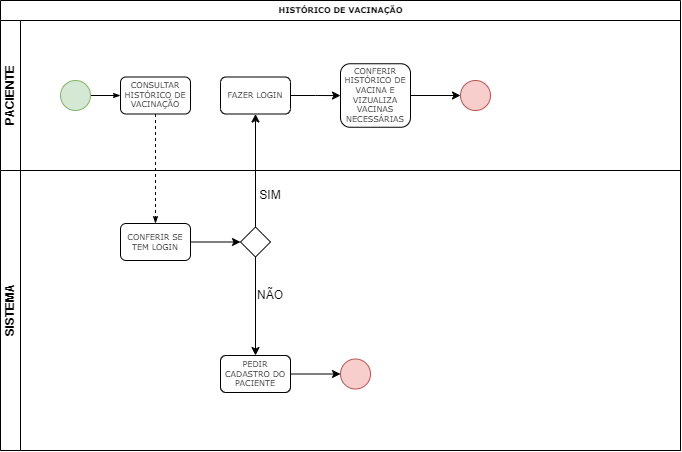 HISTÓRICO DE VACINAÇÃO
PACIENTE
CONSULTAR
HISTÓRICO DE
VACINAÇÃO
FAZER LOGIN
CONFERIR
HISTÓRICO DE
VACINA E
VIZUALIZA
VACINAS
NECESSÁRIAS
SISTEMA
CONFERIR SE
TEM LOGIN
SIM
NÃO
PEDIR
CADASTRO DO
PACIENTE